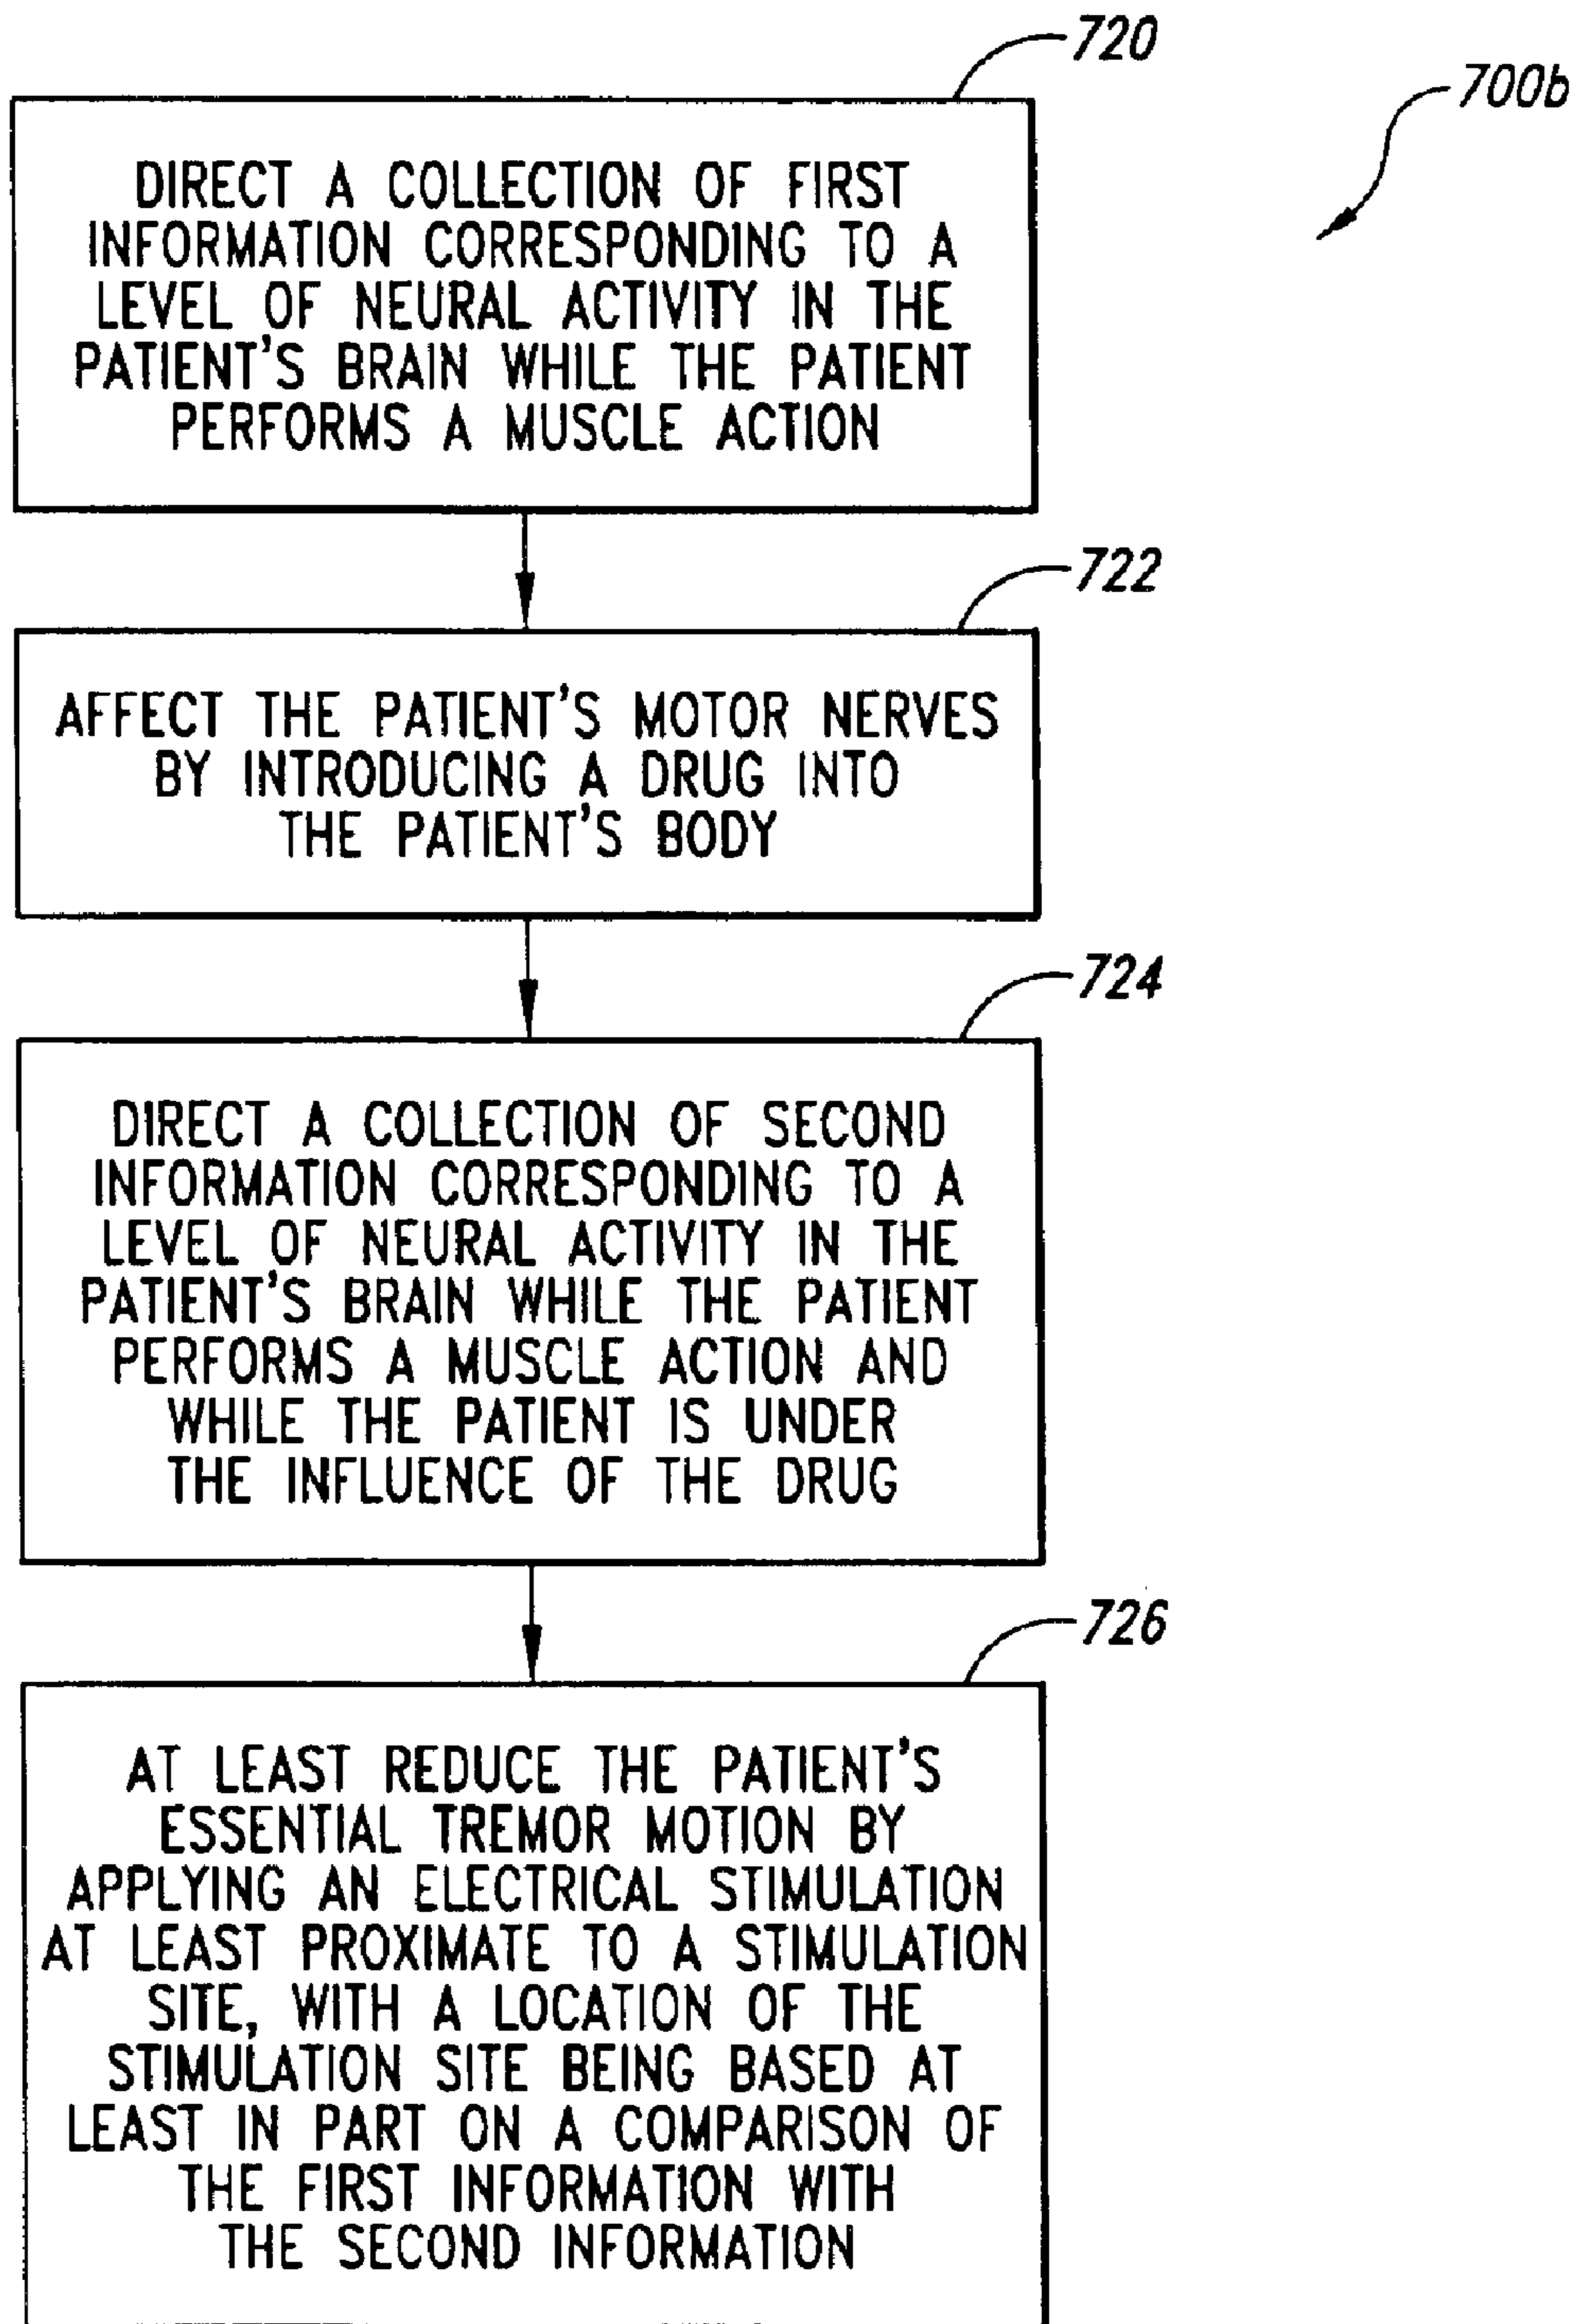 720
700b
DIRECT A COLLECTION OF FIRST
INFORMATION CORRESPONDING TO A
LEVEL OF NEURAL ACTIVITY IN THE
PATIENT'S BRAIN WHILE THE PATIENT
PERFORMS A MUSCLE ACTION
722
AFFECT THE PATIENT'S MOTOR NERVES
BY INTRODUCING A DRUG INTO
THE PATIENT'S BODY
724
DIRECT A COLLECTION OF SECOND
INFORMATION CORRESPONDING TO A
LEVEL OF NEURAL ACTIVITY IN THE
PATIENT'S BRAIN WHILE THE PATIENT
PERFORMS A MUSCLE ACTION AND
WHILE THE PATIENT IS UNDER
THE INFLUENCE OF THE DRUG
726
AT LEAST REDUCE THE PATIENT'S
ESSENTIAL TREMOR MOTION BY
APPLYING AN ELECTRICAL STIMULATION
AT LEAST PROXIMATE TO A STIMULATION
SITE, WITH A LOCATION OF THE
STIMULATION SITE BEING BASED AT
LEAST IN PART ON A COMPARISON OF
THE FIRST INFORMATION WITH
THE SECOND INFORMATION